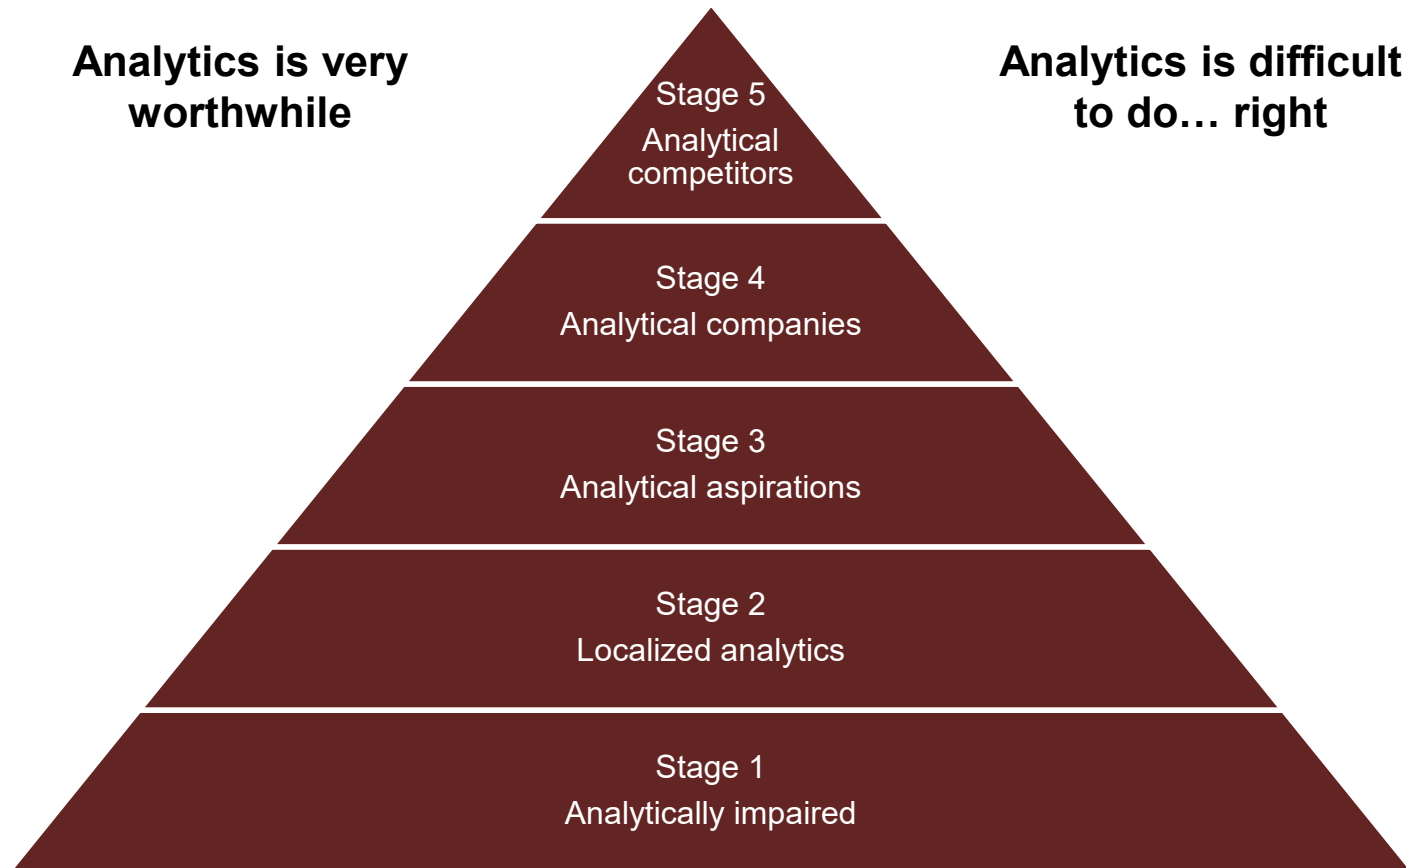 Analytics is very
worthwhile
Analytics is difficult
to do… right
Stage 5
Analytical
competitors
Stage 4
Analytical companies
Stage 3
Analytical aspirations
Stage 2
Localized analytics
Stage 1
Analytically impaired